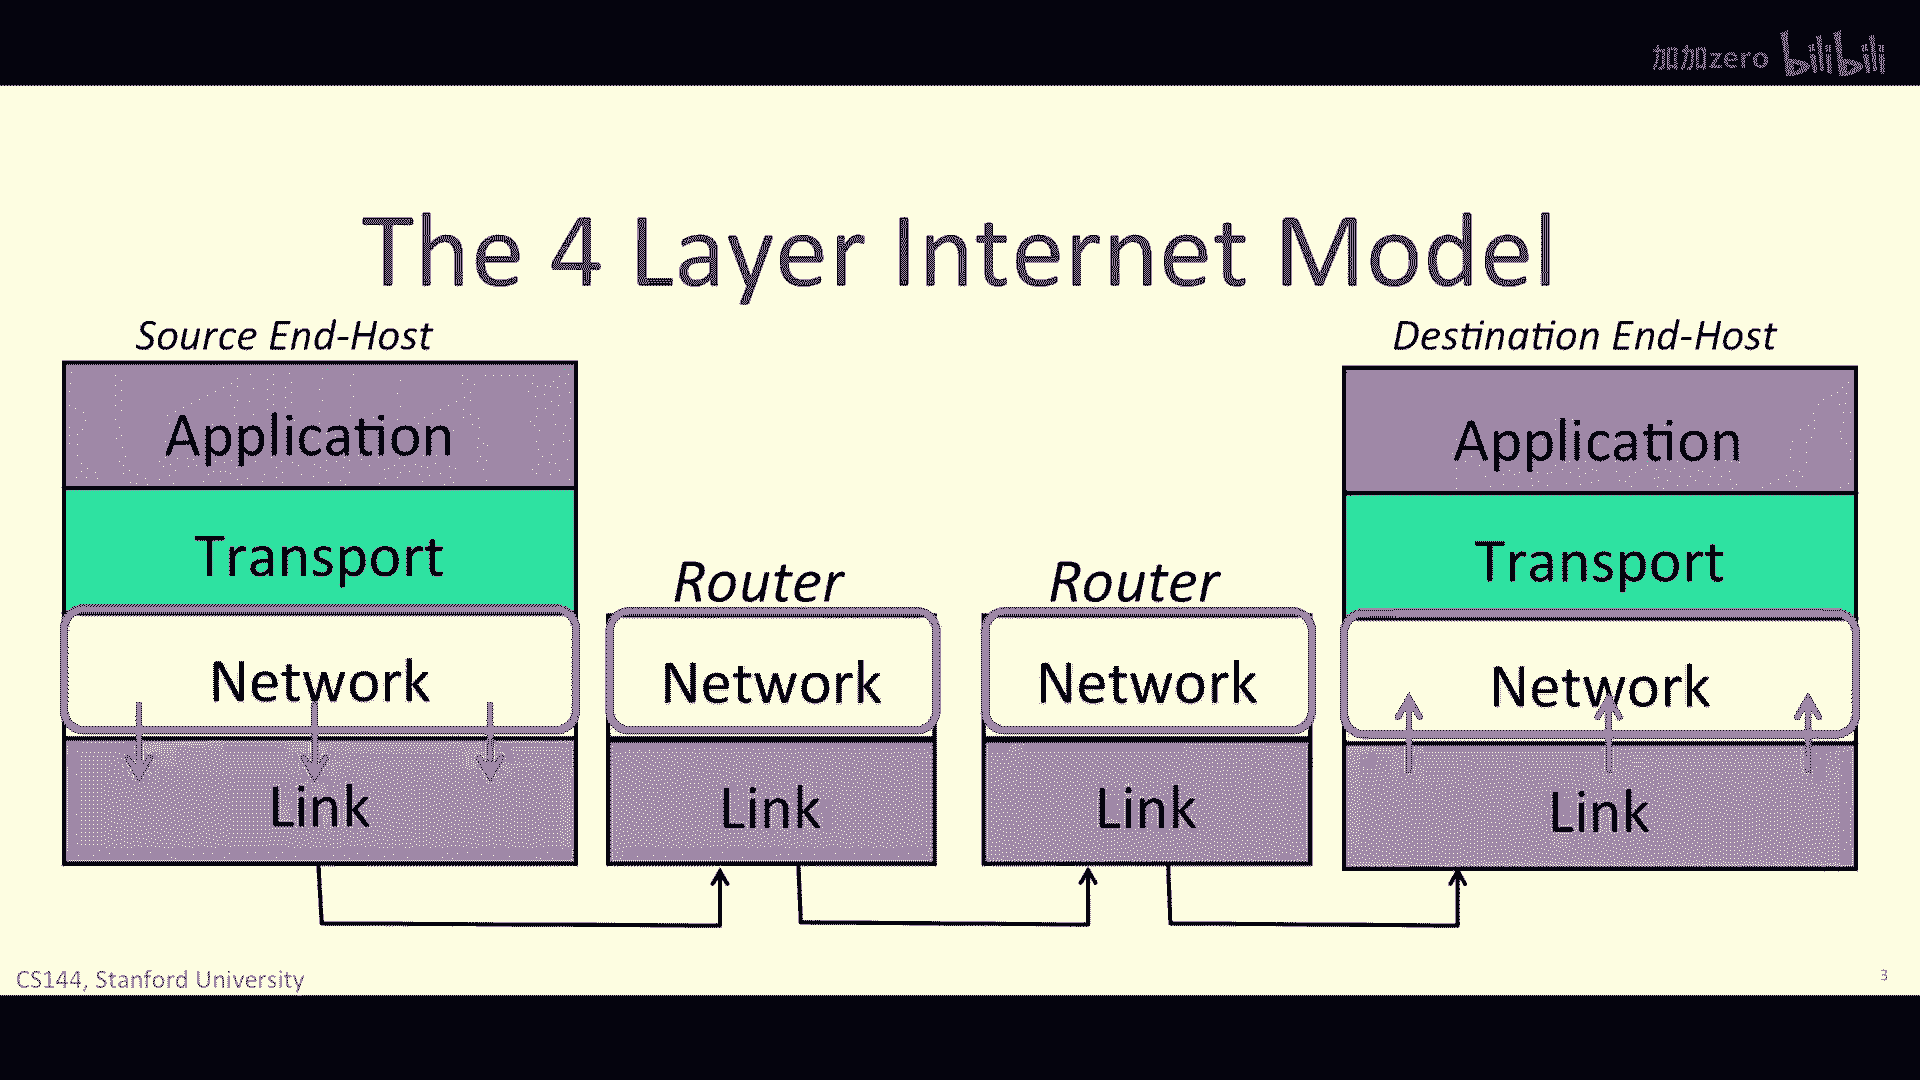 加加zero bilibili
The 4 Layer Internet Model
Source End-Host
Destination End-Host
Application
Application
Transport
Transport
Router
Router
Network
Network
Network
Network
Link
Link
Link
Link
CS144, Stanford University
3